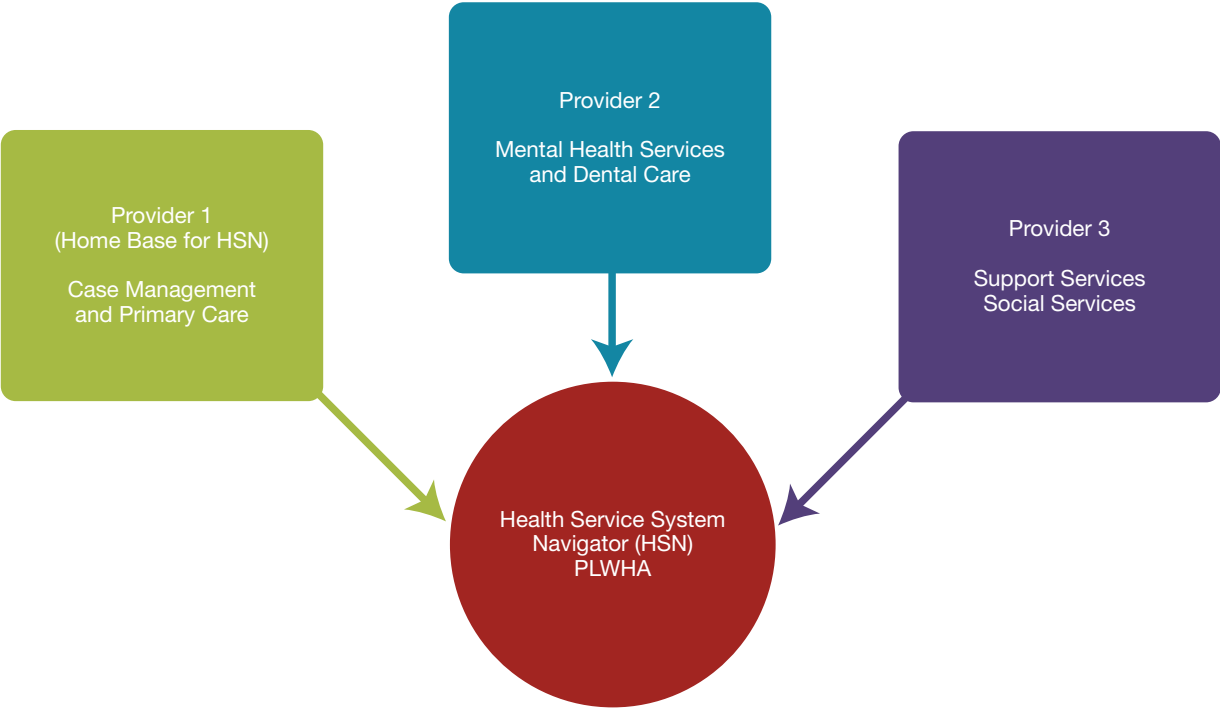 Provider 1
(Home Base for HSN)
Case Management
and Primary Care
Provider 2
Mental Health Services
and Dental Care
Provider 3
Support Services
Social Services
Health Service System
Navigator (HSN)
PLWHA